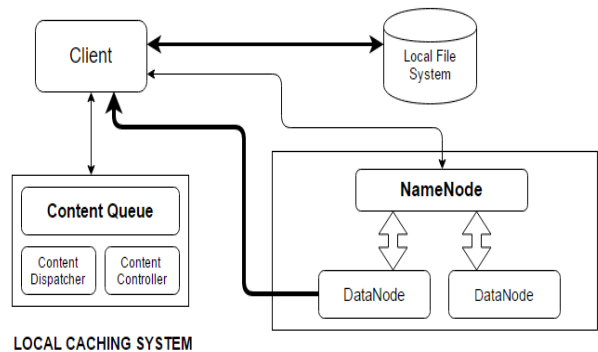 Client
Local File
System
NameNode
Content Queue
Content
Dispatcher
Content
Controller
DataNode
DataNode
LOCAL CACHING SYSTEM